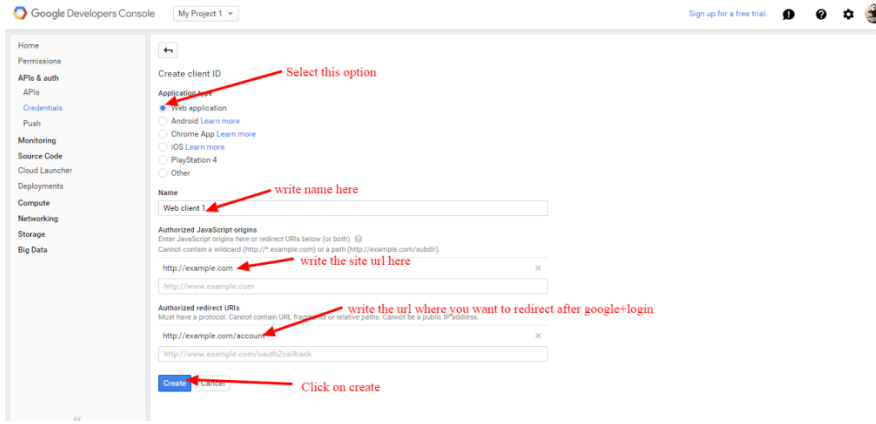 Google Developers Console
My Project 1
Sign up for a free trial.
Home
Permissions
APIs & auth
APIs
Credentials
Push
Monitoring
Source Code
Cloud Launcher
Deployments
Compute
Networking
Storage
Big Data
Create client ID
Select this option
Application type
Web application
Android Learn more
Chrome App Learn more
iOS Learn more
PlayStation 4
Other
Name
write name here
Web client 1
Authorized JavaScript origins
Enter JavaScript origins here or redirect URIs below (or both)
Cannot contain a wildcard (http://*.example.com) or a path (http://example.com/subdir).
write the site url here
http://example.com
http://www.example.com
Authorized redirect URIs
write the url where you want to redirect after google+login
Must have a protocol. Cannot contain URL fragments or relative paths. Cannot be a public IP address.
http://example.com/account
http://www.example.com/oauth2callback
Create
Cancel
Click on create